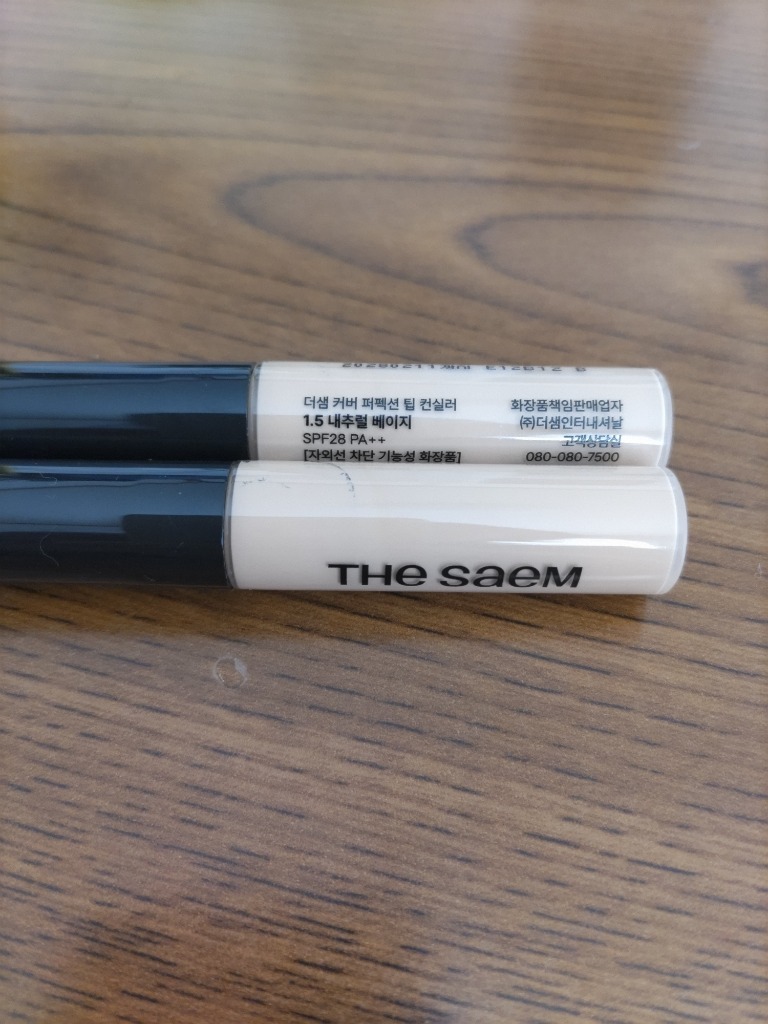 더샘 커버 퍼펙션 팁 컨실러
1.5 내추럴 베이지
SPF28 PA++
[자외선 차단 기능성 화장품]
화장품책임판매업자
㈜더샘인터내셔날
고객상담실
080-080-7500
THE SAEM